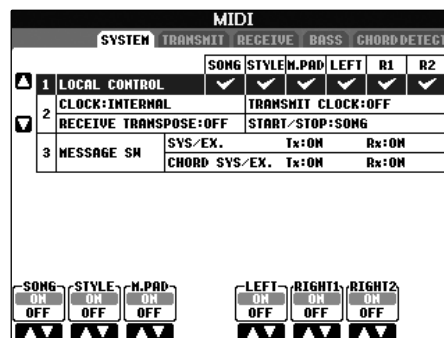 MIDI
SYSTEM TRANSMIT RECEIVE BASS CHORD DETECT
SONG STYLE M.PAD LEFT R1 R2
1 LOCAL CONTROL
2 CLOCK:INTERNAL TRANSMIT CLOCK:OFF
RECEIVE TRANSPOSE:OFF START/STOP:SONG
3 MESSAGE SW SYS/EX. Tx:ON Rx:ON
CHORD SYS/EX. Tx:ON Rx:ON
SONG STYLE M.PAD LEFT RIGHT1 RIGHT2
ON ON ON ON ON ON
OFF OFF OFF OFF OFF OFF